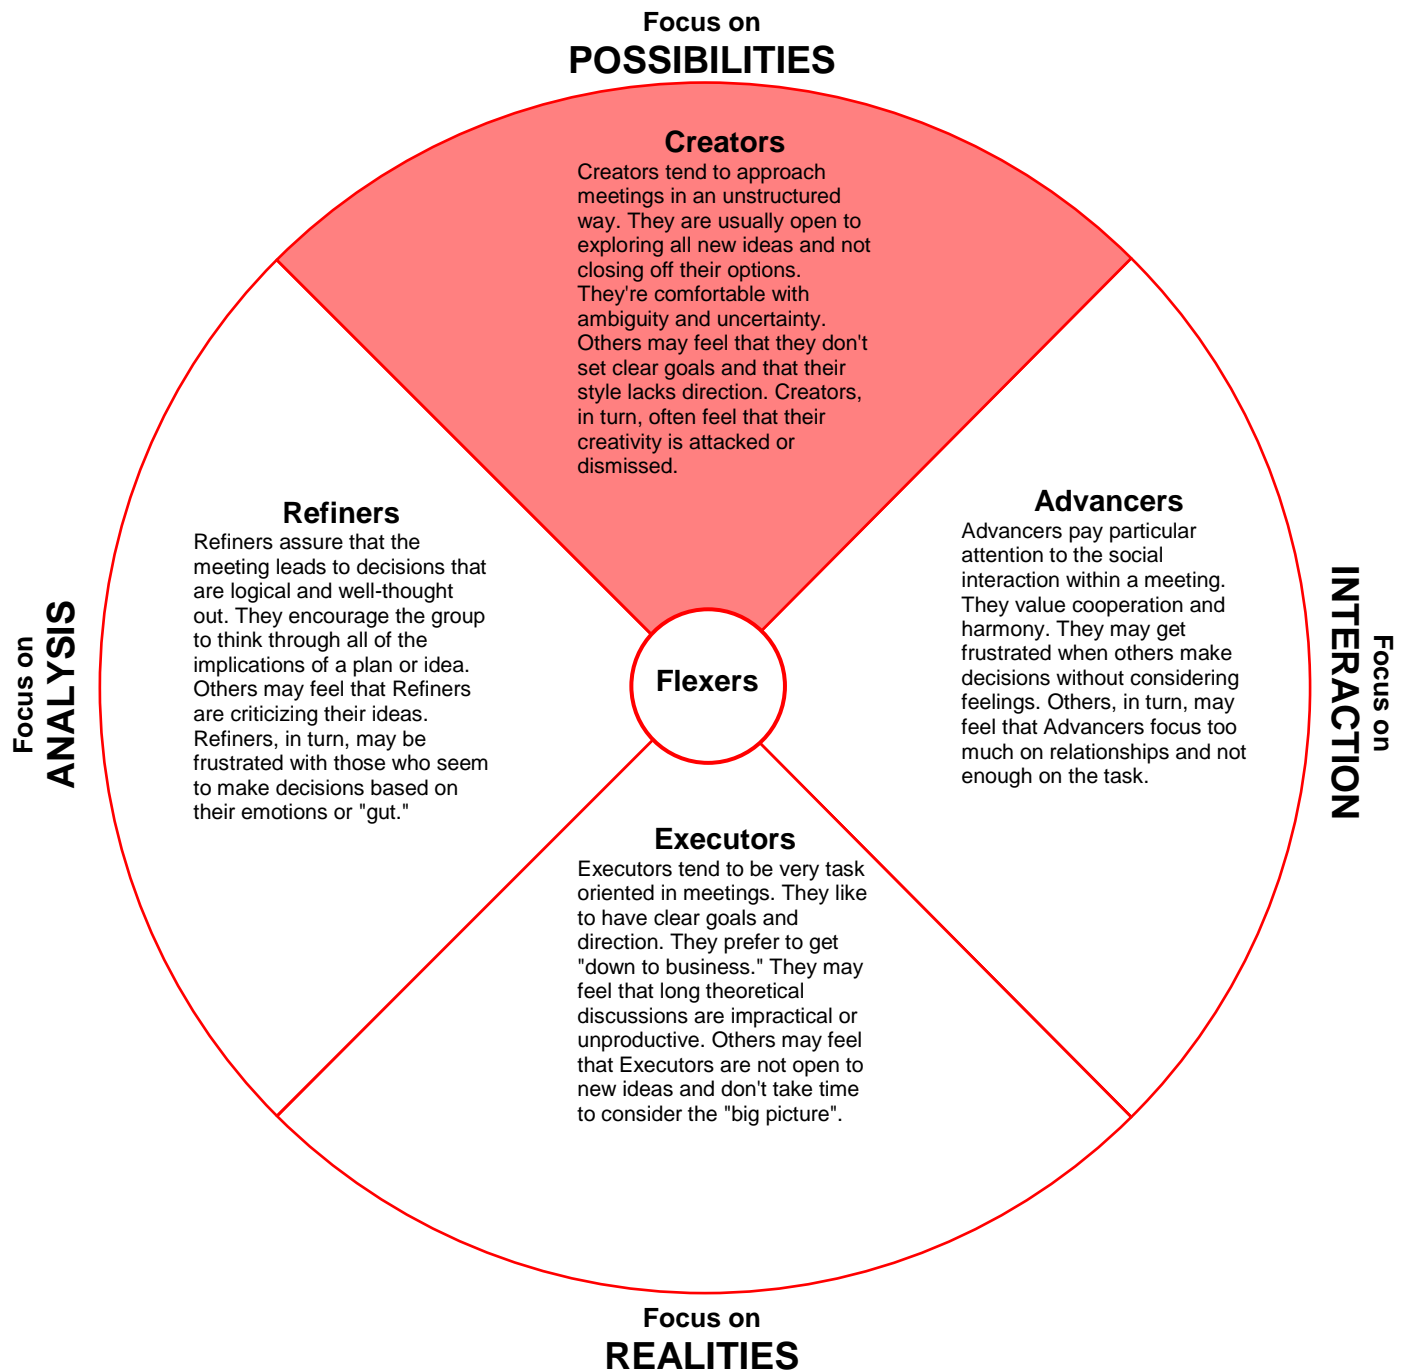 Focus on
POSSIBILITIES
Creators
Creators tend to approach
meetings in an unstructured
way. They are usually open to
exploring all new ideas and not
closing off their options.
They're comfortable with
ambiguity and uncertainty.
Others may feel that they don't
set clear goals and that their
style lacks direction. Creators,
in turn, often feel that their
creativity is attacked or
dismissed.
Focus on
ANALYSIS
Refiners
Refiners assure that the
meeting leads to decisions that
are logical and well-thought
out. They encourage the group
to think through all of the
implications of a plan or idea.
Others may feel that Refiners
are criticizing their ideas.
Refiners, in turn, may be
frustrated with those who seem
to make decisions based on
their emotions or "gut."
Flexers
Advancers
Advancers pay particular
attention to the social
interaction within a meeting.
They value cooperation and
harmony. They may get
frustrated when others make
decisions without considering
feelings. Others, in turn, may
feel that Advancers focus too
much on relationships and not
enough on the task.
Focus on
INTERACTION
Executors
Executors tend to be very task
oriented in meetings. They like
to have clear goals and
direction. They prefer to get
"down to business." They may
feel that long theoretical
discussions are impractical or
unproductive. Others may feel
that Executors are not open to
new ideas and don't take time
to consider the "big picture".
Focus on
REALITIES